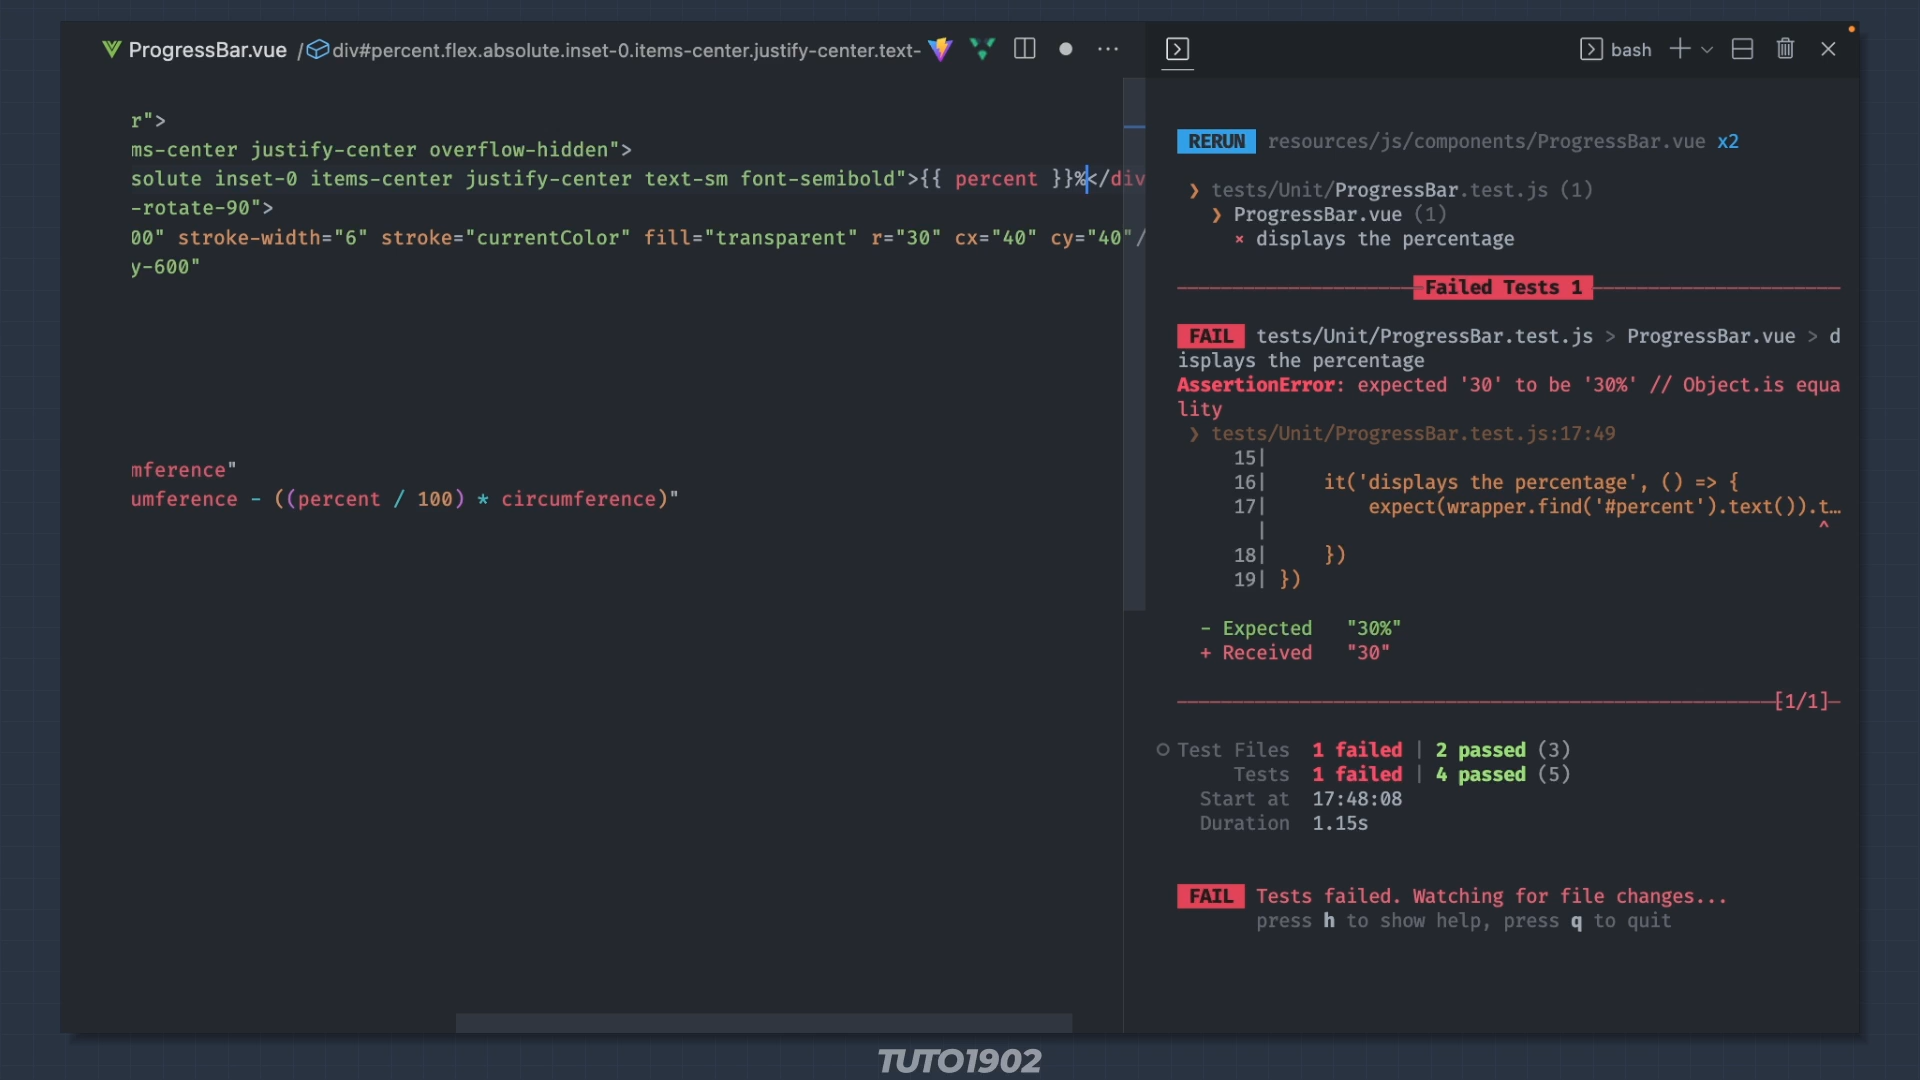 ProgressBar.vue / div#percent.flex.absolute.inset-0.items-center.justify-center.text-
r">
ms-center justify-center overflow-hidden">
solute inset-0 items-center justify-center text-sm font-semibold">{{ percent }}%</div
-rotate-90">
00" stroke-width="6" stroke="currentColor" fill="transparent" r="30" cx="40" cy="40"/
y-600"
mference"
umference - ((percent / 100) * circumference)"
bash
RERUN resources/js/components/ProgressBar.vue x2
❯ tests/Unit/ProgressBar.test.js (1)
❯ ProgressBar.vue (1)
× displays the percentage
Failed Tests 1
FAIL tests/Unit/ProgressBar.test.js > ProgressBar.vue > d
isplays the percentage
AssertionError: expected '30' to be '30%' // Object.is equa
lity
❯ tests/Unit/ProgressBar.test.js:17:49
15|
16| it('displays the percentage', () => {
17| expect(wrapper.find('#percent').text()).t…
| ^
18| })
19| })
- Expected "30%"
+ Received "30"
[1/1]
Test Files 1 failed | 2 passed (3)
Tests 1 failed | 4 passed (5)
Start at 17:48:08
Duration 1.15s
FAIL Tests failed. Watching for file changes...
press h to show help, press q to quit
TUTO1902